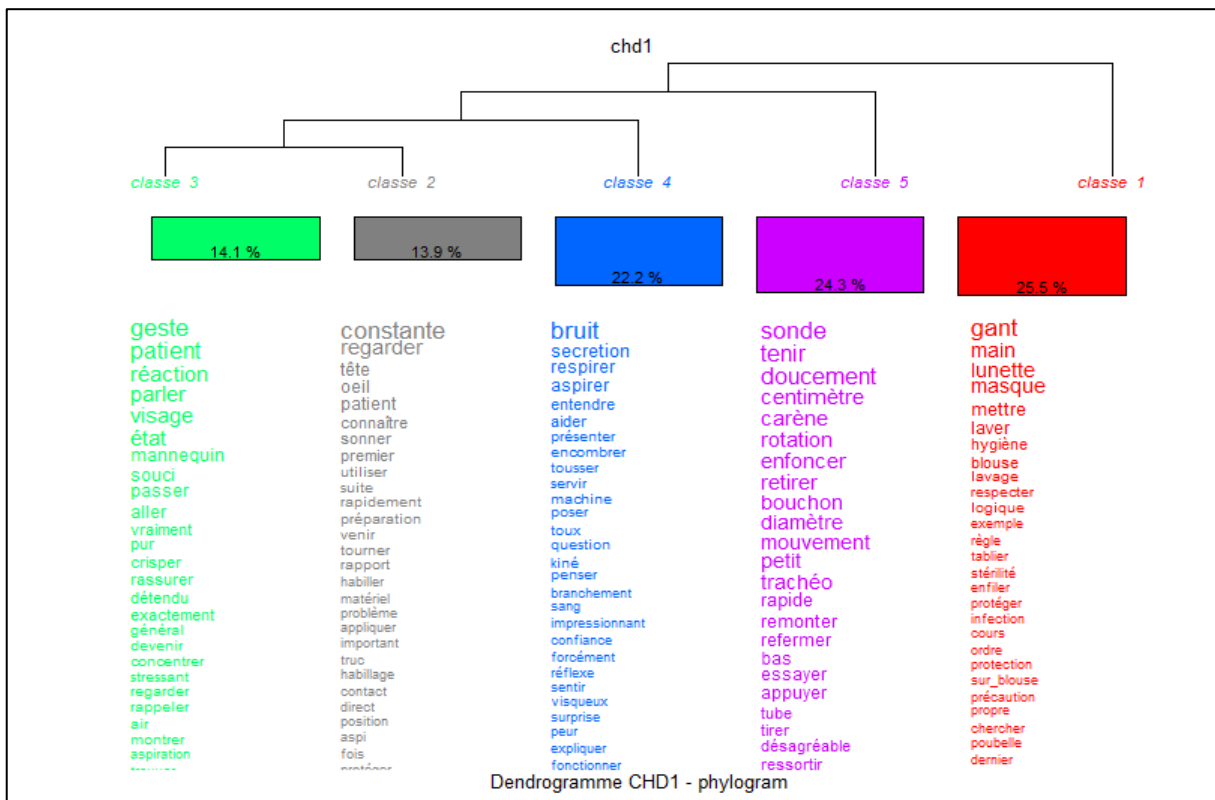 chd1
classe 3
classe 2
classe 4
classe 5
classe 1
14.1 %
13.9 %
22.2 %
24.3 %
25.5 %
geste
patient
réaction
parler
visage
état
mannequin
souci
passer
aller
vraiment
pur
crisper
rassurer
détendu
exactement
général
devenir
concentrer
stressant
regarder
rappeler
air
montrer
aspiration
constante
regarder
tête
oeil
patient
connaître
sonner
premier
utiliser
suite
rapidement
préparation
venir
tourner
rapport
habiller
matériel
problème
appliquer
important
truc
habillage
contact
direct
position
aspi
fois
protéger
bruit
secretion
respirer
aspirer
entendre
aider
présenter
encombrer
tousser
servir
machine
poser
toux
question
kiné
penser
branchement
sang
impressionnant
confiance
forcément
réflexe
sentir
visqueux
surprise
peur
expliquer
fonctionner
sonde
tenir
doucement
centimètre
carène
rotation
enfoncer
retirer
bouchon
diamètre
mouvement
petit
trachéo
rapide
remonter
refermer
bas
essayer
appuyer
tube
tirer
désagréable
ressortir
gant
main
lunette
masque
mettre
laver
hygiène
blouse
lavage
respecter
logique
exemple
règle
tablier
stérilité
enfiler
protéger
infection
cours
ordre
protection
sur_blouse
précaution
propre
chercher
poubelle
dernier
Dendrogramme CHD1 - phylogram